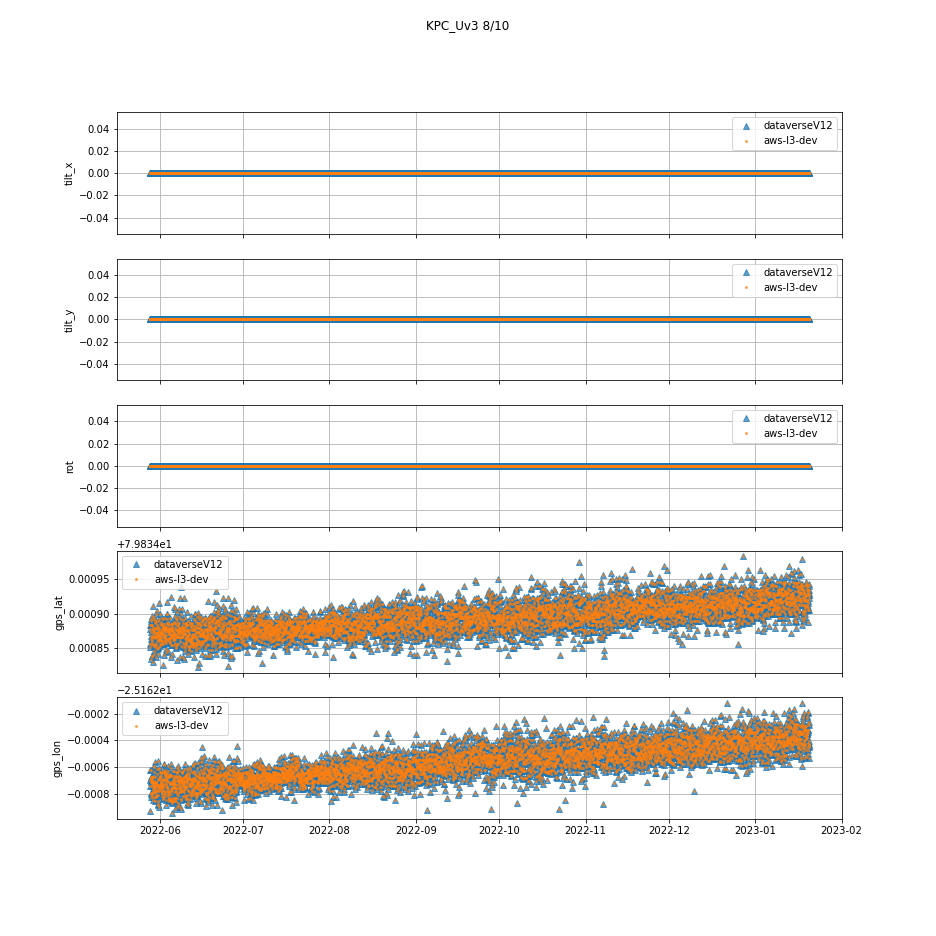 KPC_Uv3 8/10
dataverseV12
aws-l3-dev
0.04
0.02
0.00
−0.02
−0.04
tilt_x
dataverseV12
aws-l3-dev
0.04
0.02
0.00
−0.02
−0.04
tilt_y
dataverseV12
aws-l3-dev
0.04
0.02
0.00
−0.02
−0.04
rot
+7.9834e1
dataverseV12
aws-l3-dev
0.00095
0.00090
0.00085
gps_lat
−2.5162e1
dataverseV12
aws-l3-dev
−0.0002
−0.0004
−0.0006
−0.0008
gps_lon
2022-06 2022-07 2022-08 2022-09 2022-10 2022-11 2022-12 2023-01 2023-02